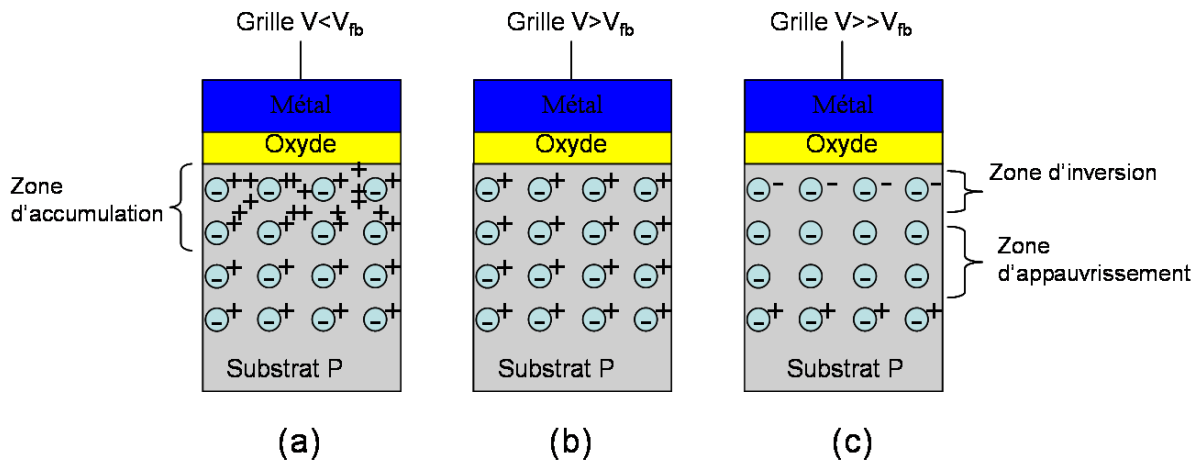 Grille V<Vfb
Grille V>Vfb
Grille V>>Vfb
Métal
Métal
Métal
Oxyde
Oxyde
Oxyde
Zone
d'accumulation
Zone d'inversion
Zone
d'appauvrissement
Substrat P
Substrat P
Substrat P
(a)
(b)
(c)